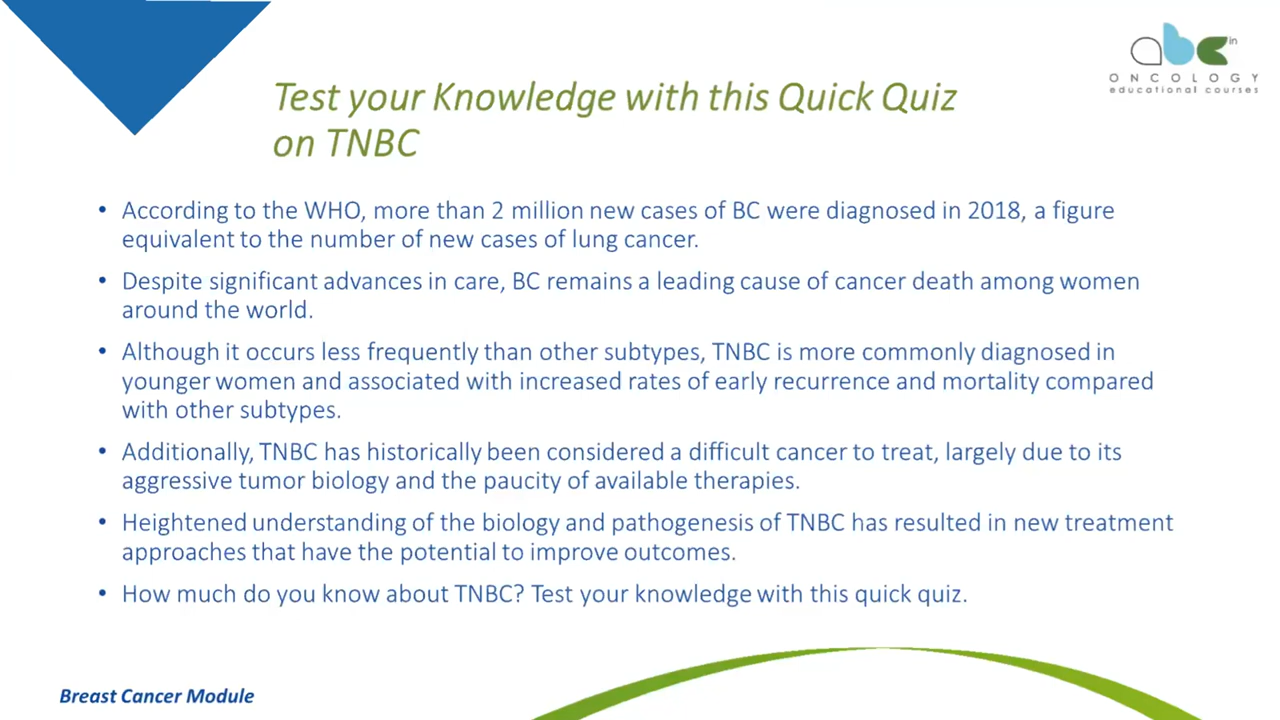 abc in
ONCOLOGY
educational courses
Test your Knowledge with this Quick Quiz
on TNBC
• According to the WHO, more than 2 million new cases of BC were diagnosed in 2018, a figure
equivalent to the number of new cases of lung cancer.
• Despite significant advances in care, BC remains a leading cause of cancer death among women
around the world.
• Although it occurs less frequently than other subtypes, TNBC is more commonly diagnosed in
younger women and associated with increased rates of early recurrence and mortality compared
with other subtypes.
• Additionally, TNBC has historically been considered a difficult cancer to treat, largely due to its
aggressive tumor biology and the paucity of available therapies.
• Heightened understanding of the biology and pathogenesis of TNBC has resulted in new treatment
approaches that have the potential to improve outcomes.
• How much do you know about TNBC? Test your knowledge with this quick quiz.
Breast Cancer Module